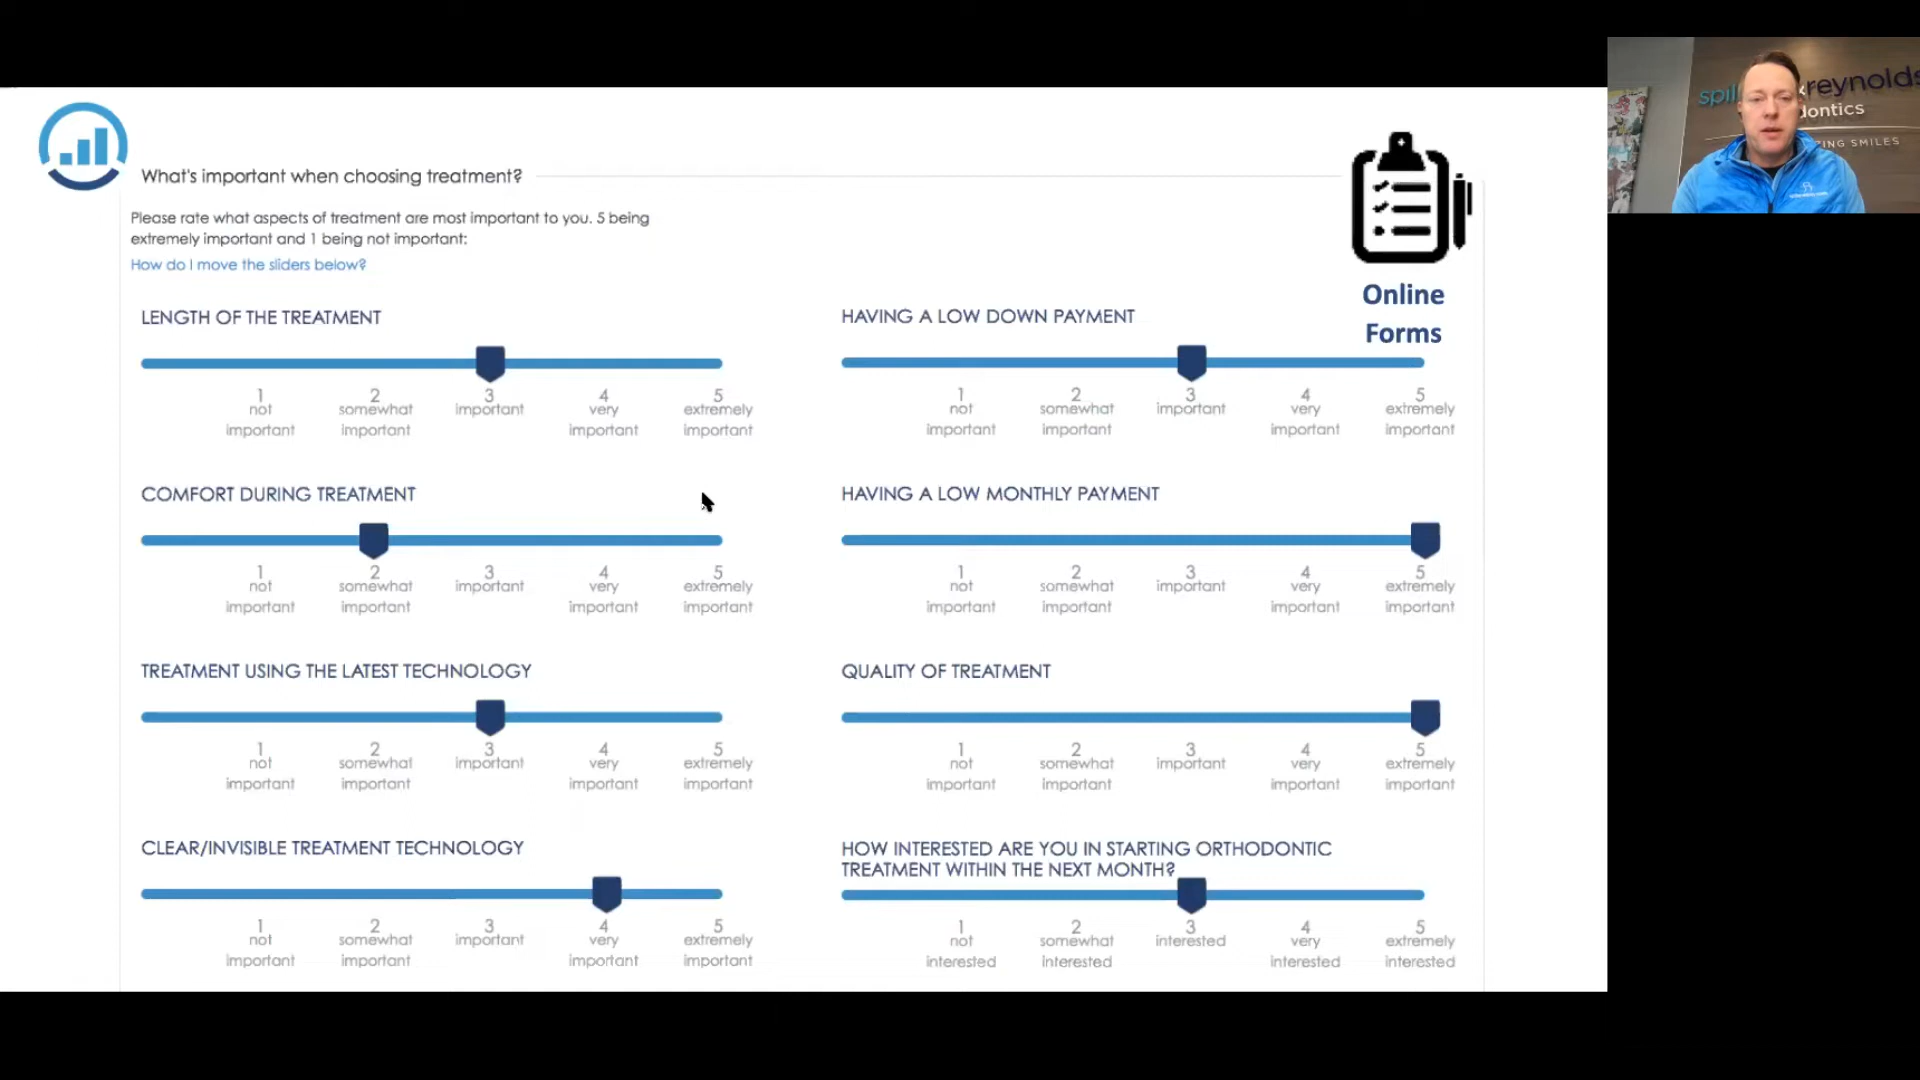 What's important when choosing treatment?
Please rate what aspects of treatment are most important to you. 5 being
extremely important and 1 being not important:
How do I move the sliders below?
Online
Forms
LENGTH OF THE TREATMENT
1 2 3 4 5
not somewhat important very extremely
important important important important
HAVING A LOW DOWN PAYMENT
1 2 3 4 5
not somewhat important very extremely
important important important important
COMFORT DURING TREATMENT
1 2 3 4 5
not somewhat important very extremely
important important important important
HAVING A LOW MONTHLY PAYMENT
1 2 3 4 5
not somewhat important very extremely
important important important important
TREATMENT USING THE LATEST TECHNOLOGY
1 2 3 4 5
not somewhat important very extremely
important important important important
QUALITY OF TREATMENT
1 2 3 4 5
not somewhat important very extremely
important important important important
CLEAR/INVISIBLE TREATMENT TECHNOLOGY
1 2 3 4 5
not somewhat important very extremely
important important important important
HOW INTERESTED ARE YOU IN STARTING ORTHODONTIC
TREATMENT WITHIN THE NEXT MONTH?
1 2 3 4 5
not somewhat interested very extremely
interested interested interested interested
reynolds
dontics
ING SMILES